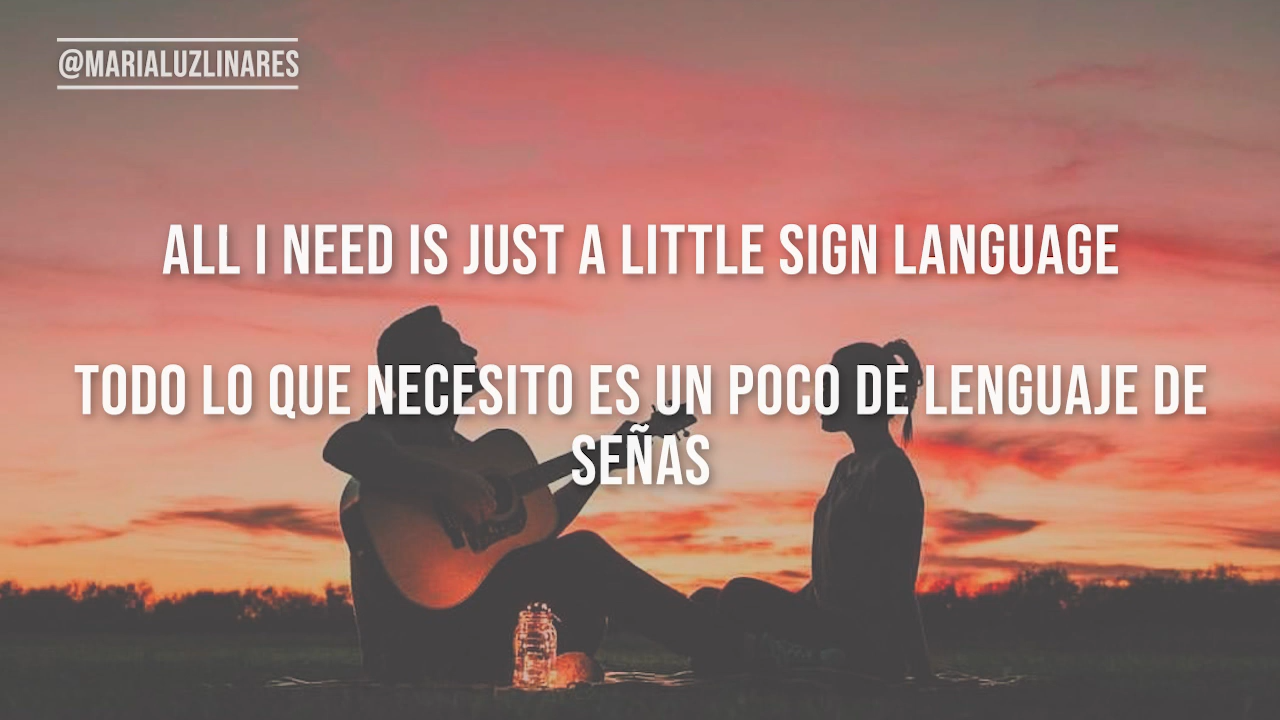 @MARIALUZLINARES
ALL I NEED IS JUST A LITTLE SIGN LANGUAGE
TODO LO QUE NECESITO ES UN POCO DE LENGUAJE DE
SEÑAS